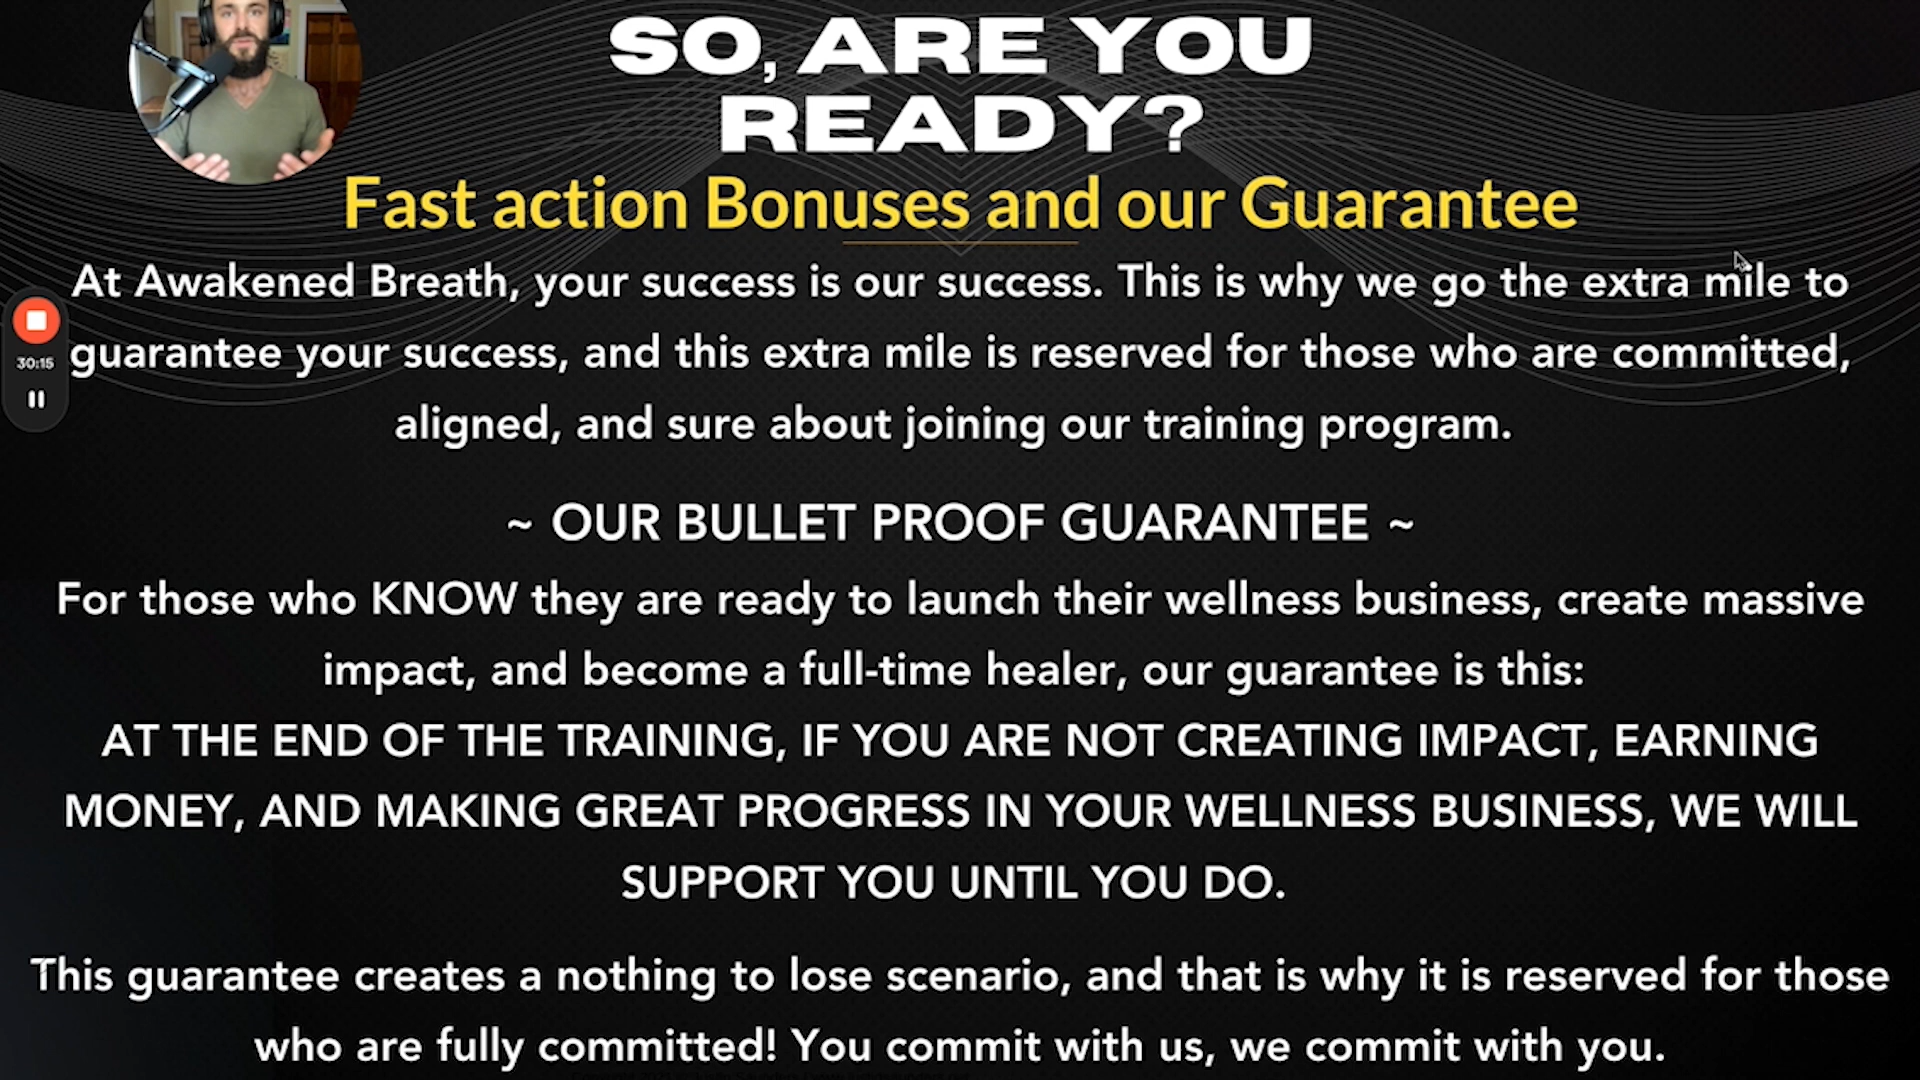 SO, ARE YOU
READY?
Fast action Bonuses and our Guarantee
At Awakened Breath, your success is our success. This is why we go the extra mile to
30:15
guarantee your success, and this extra mile is reserved for those who are committed,
aligned, and sure about joining our training program.
~ OUR BULLET PROOF GUARANTEE ~
For those who KNOW they are ready to launch their wellness business, create massive
impact, and become a full-time healer, our guarantee is this:
AT THE END OF THE TRAINING, IF YOU ARE NOT CREATING IMPACT, EARNING
MONEY, AND MAKING GREAT PROGRESS IN YOUR WELLNESS BUSINESS, WE WILL
SUPPORT YOU UNTIL YOU DO.
This guarantee creates a nothing to lose scenario, and that is why it is reserved for those
who are fully committed! You commit with us, we commit with you.